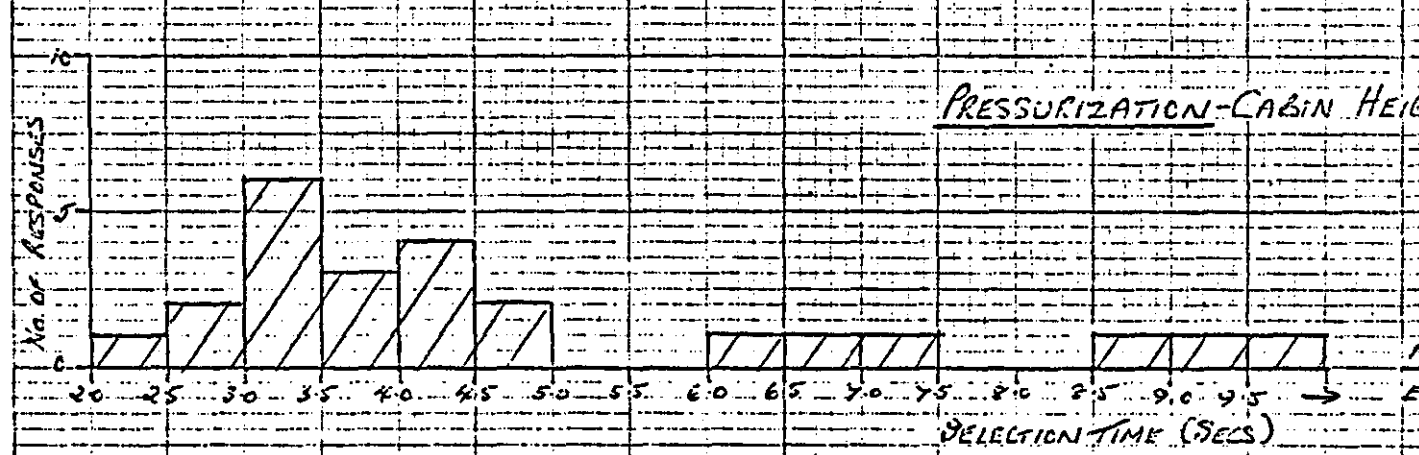 10
PRESSURIZATION - CABIN HEIG
No. OF RESPONSES
5
0
2.0 2.5 3.0 3.5 4.0 4.5 5.0 5.5 6.0 6.5 7.0 7.5 8.0 8.5 9.0 9.5 →
SELECTION TIME (SECS)